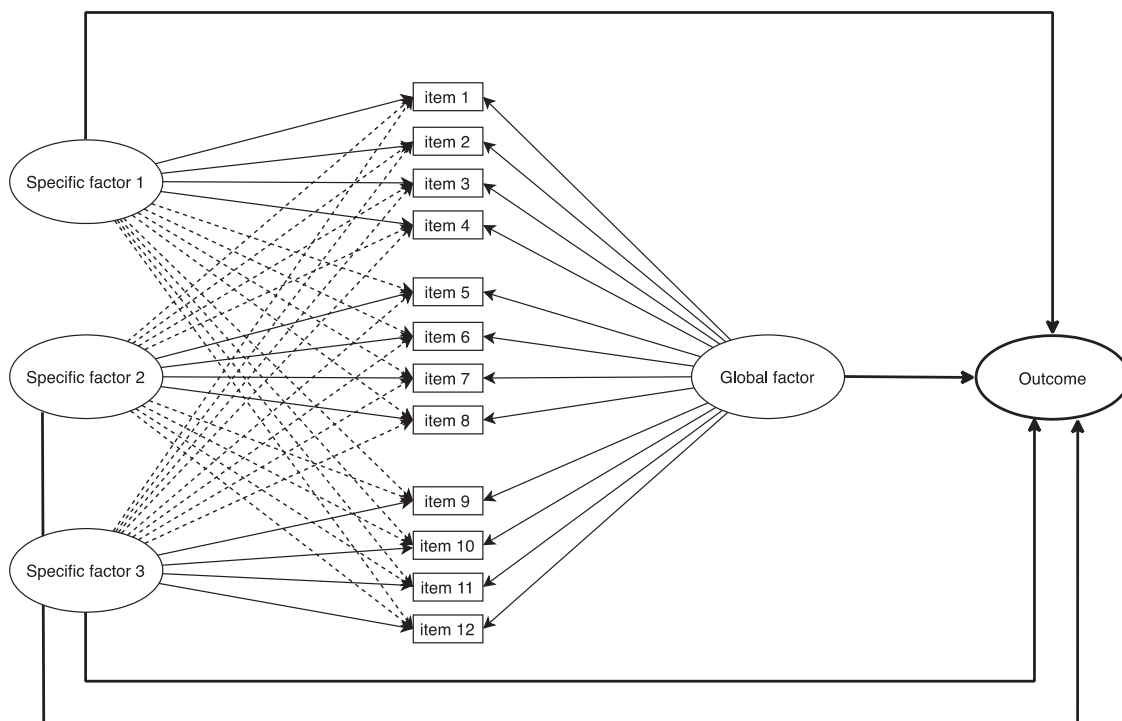 item 1
item 2
Specific factor 1
item 3
item 4
item 5
item 6
Specific factor 2
item 7
Global factor
Outcome
item 8
item 9
item 10
Specific factor 3
item 11
item 12